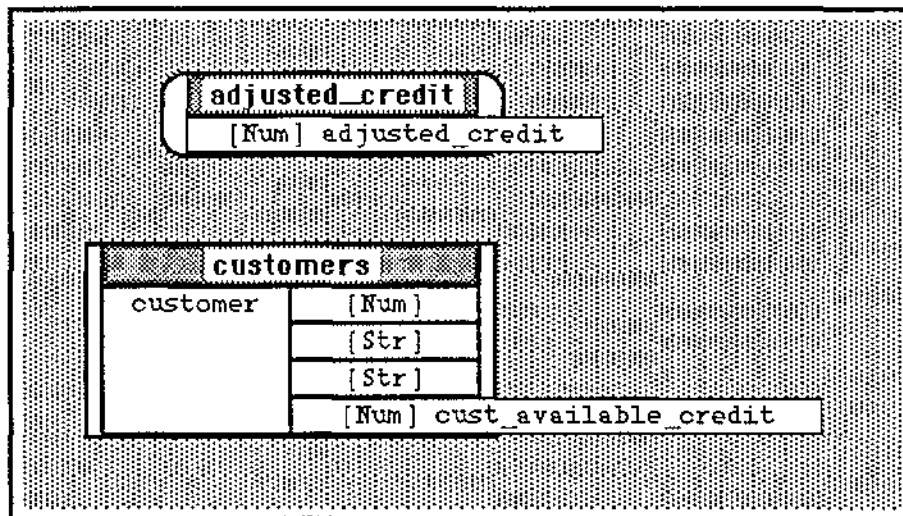 adjusted_credit
[Num] adjusted_credit
customers
customer [Num]
[Str]
[Str]
[Num] cust_available_credit